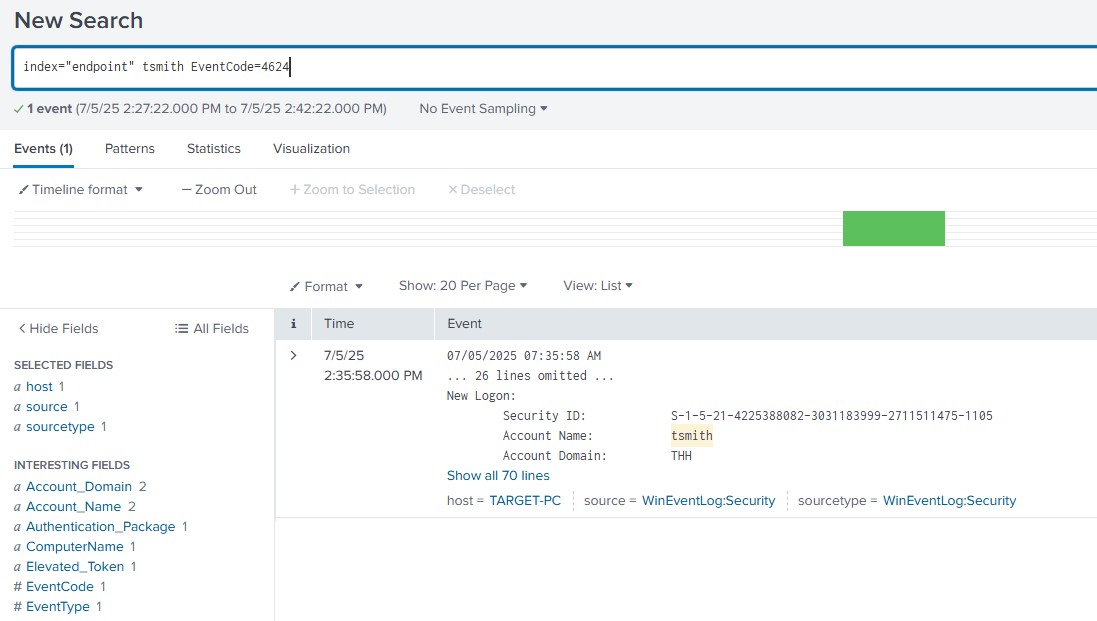 New Search
index="endpoint" tsmith EventCode=4624
1 event (7/5/25 2:27:22.000 PM to 7/5/25 2:42:22.000 PM) No Event Sampling
Events (1) Patterns Statistics Visualization
Timeline format — Zoom Out + Zoom to Selection × Deselect
Format Show: 20 Per Page View: List
< Hide Fields All Fields
i Time Event
SELECTED FIELDS
a host 1
a source 1
a sourcetype 1
INTERESTING FIELDS
a Account_Domain 2
a Account_Name 2
a Authentication_Package 1
a ComputerName 1
a Elevated_Token 1
# EventCode 1
# EventType 1
> 7/5/25
2:35:58.000 PM
07/05/2025 07:35:58 AM
... 26 lines omitted ...
New Logon:
Security ID: S-1-5-21-4225388082-3031183999-2711511475-1105
Account Name: tsmith
Account Domain: THH
Show all 70 lines
host = TARGET-PC source = WinEventLog:Security sourcetype = WinEventLog:Security